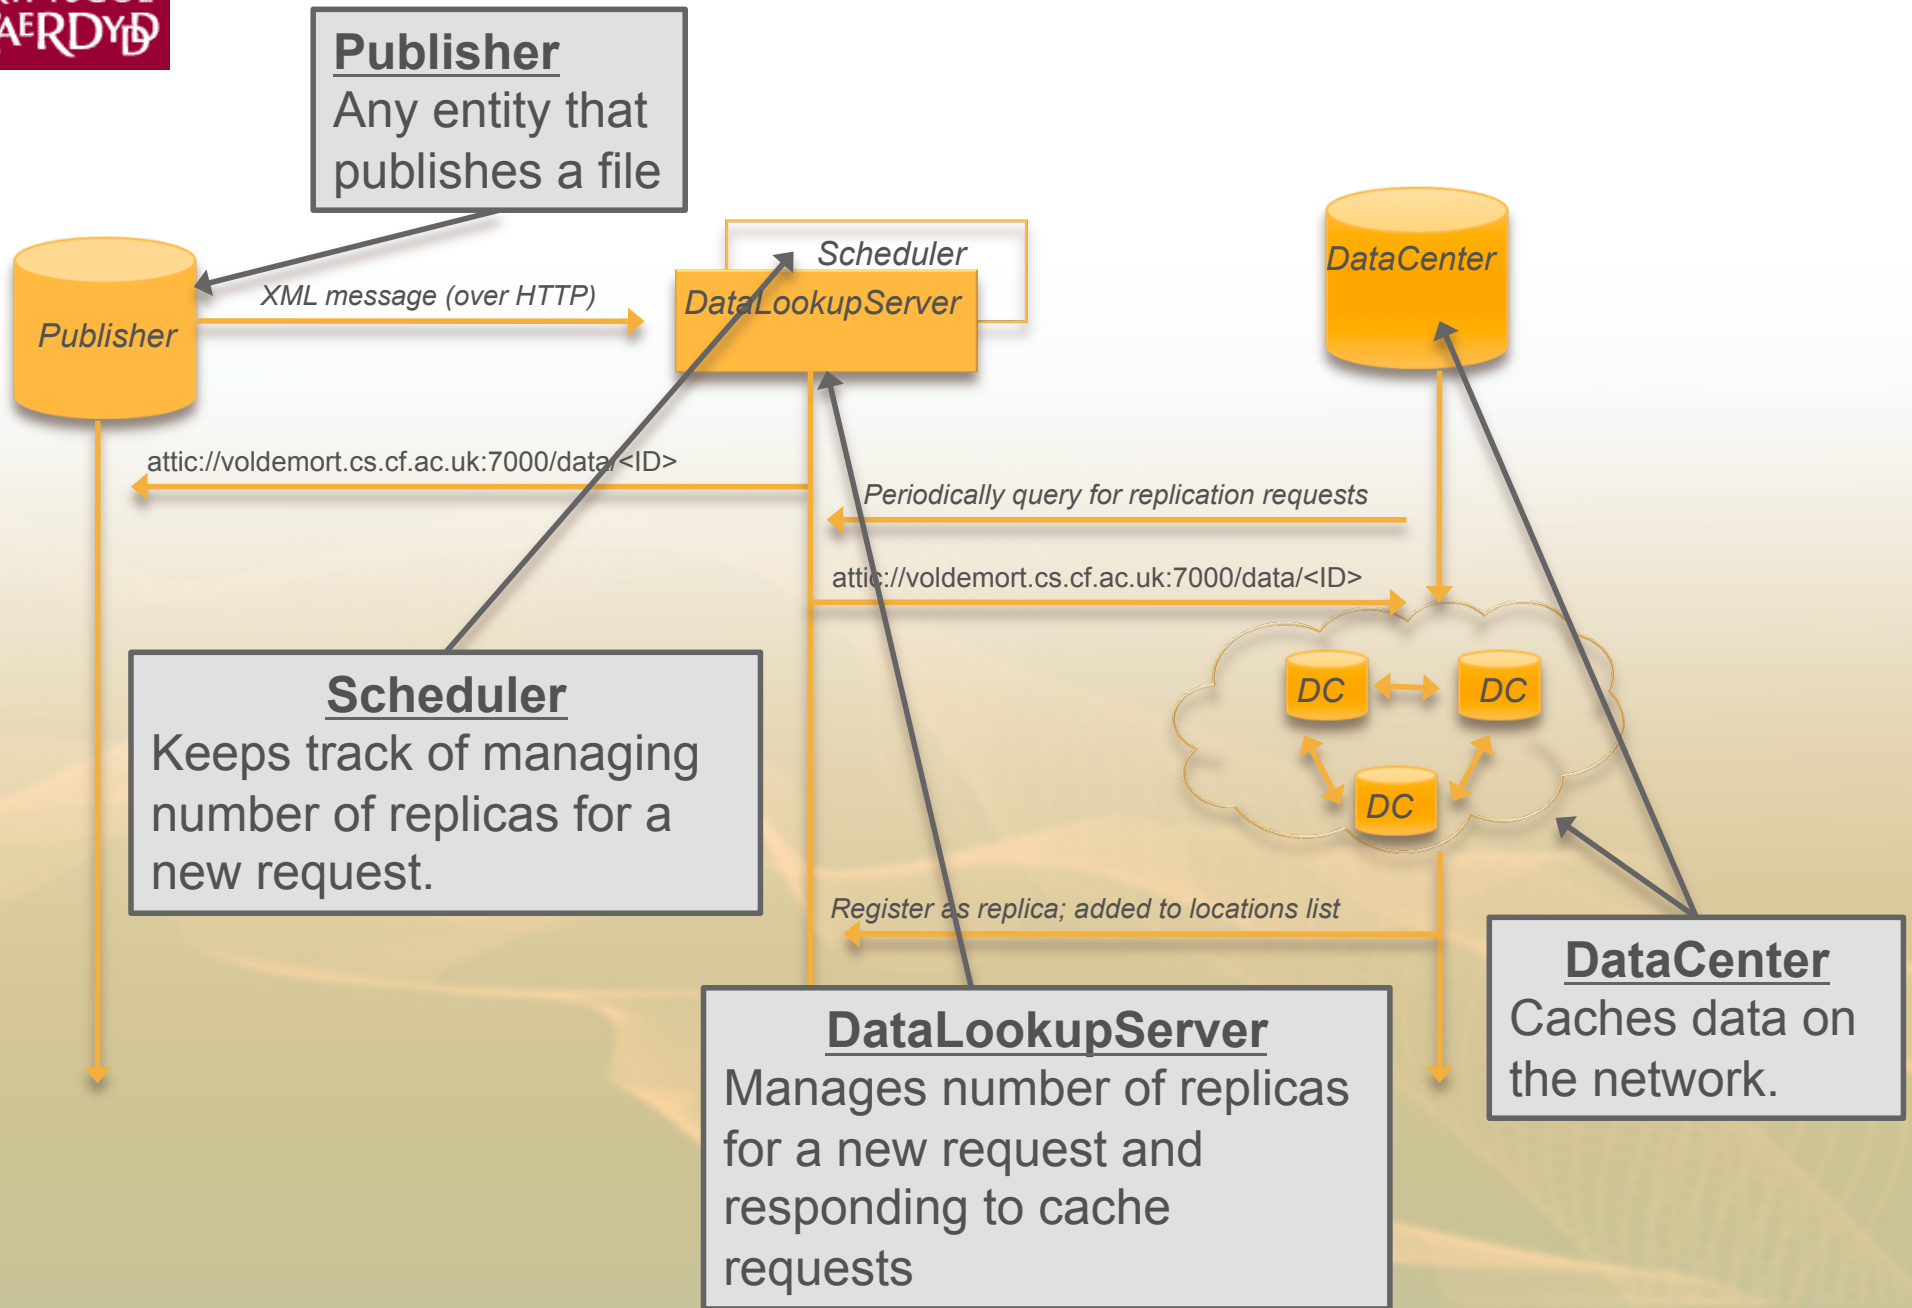 CAERDYDD
Publisher
Any entity that
publishes a file
Scheduler
DataCenter
XML message (over HTTP)
DataLookupServer
Publisher
attic://voldemort.cs.cf.ac.uk:7000/data/<ID>
Periodically query for replication requests
attic://voldemort.cs.cf.ac.uk:7000/data/<ID>
DC
DC
DC
Scheduler
Keeps track of managing
number of replicas for a
new request.
Register as replica; added to locations list
DataLookupServer
Manages number of replicas
for a new request and
responding to cache
requests
DataCenter
Caches data on
the network.